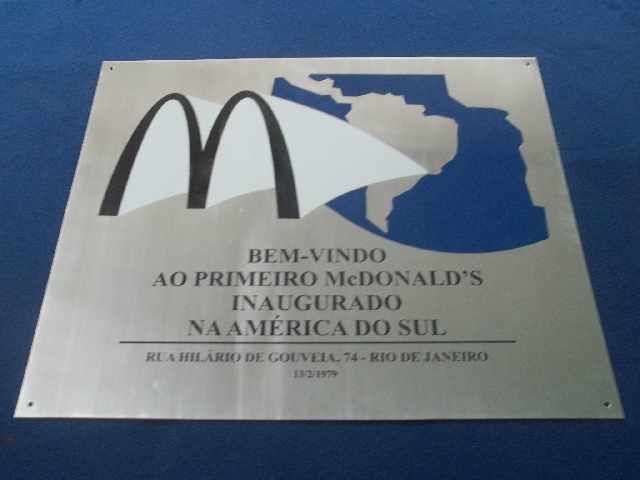 BEM-VINDO
AO PRIMEIRO McDONALD'S
INAUGURADO
NA AMÉRICA DO SUL
RUA HILÁRIO DE GOUVEIA, 74 - RIO DE JANEIRO
13/2/1979